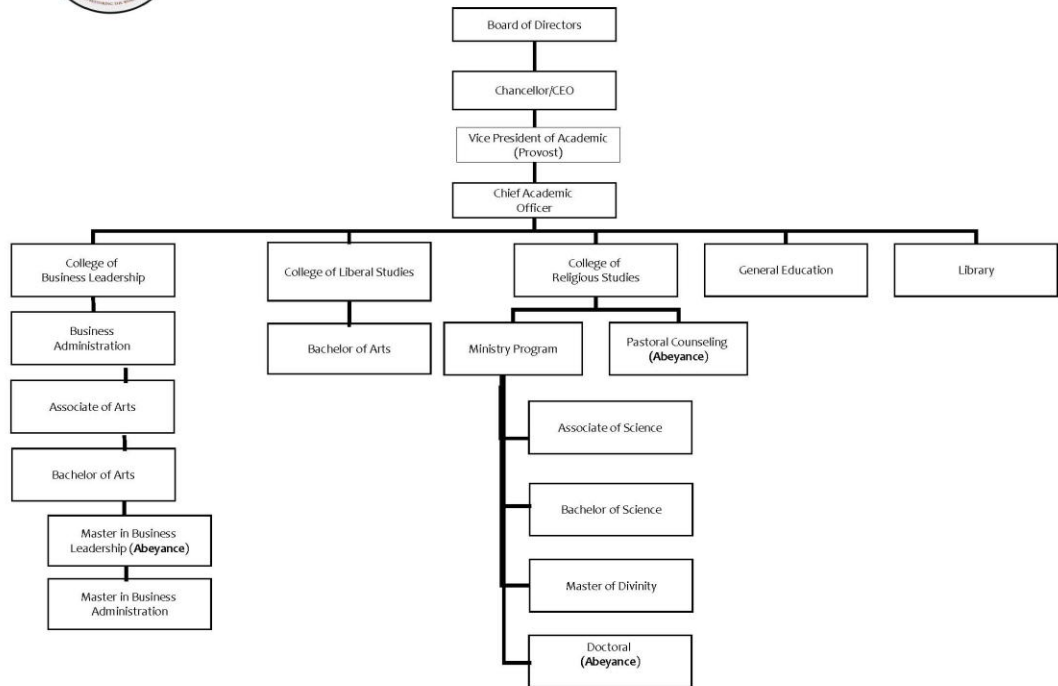 Board of Directors
Chancellor/CEO
Vice President of Academic
(Provost)
Chief Academic
Officer
College of
Business Leadership
College of Liberal Studies
College of
Religious Studies
General Education
Library
Business
Administration
Bachelor of Arts
Ministry Program
Pastoral Counseling
(Abeyance)
Associate of Arts
Associate of Science
Bachelor of Arts
Bachelor of Science
Master in Business
Leadership (Abeyance)
Master in Business
Administration
Master of Divinity
Doctoral
(Abeyance)